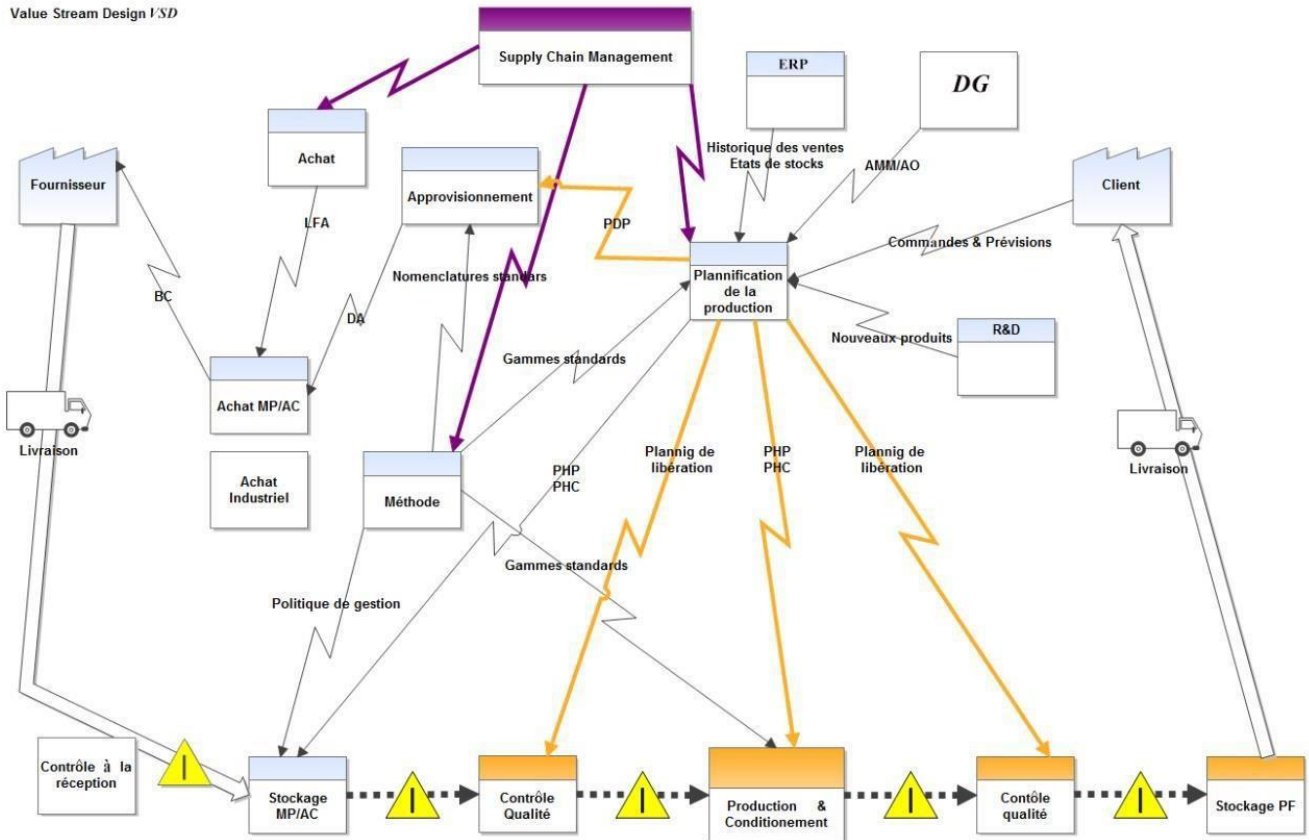 Value Stream Design VSD
Supply Chain Management
ERP
DG
Achat
Historique des ventes
Etats de stocks
AMM/AO
Fournisseur
Approvisionnement
Client
LFA
PDP
Commandes & Prévisions
Nomenclatures standars
Plannification
de la
production
BC
DA
R&D
Nouveaux produits
Gammes standards
Achat MP/AC
Livraison
Plannig de
libération
PHP
PHC
Plannig de
libération
Livraison
Achat
Industriel
PHP
PHC
Méthode
Gammes standards
Politique de gestion
Contrôle à la
réception
I
Stockage
MP/AC
I
Contrôle
Qualité
I
Production &
Conditionement
I
Contôle
qualité
I
Stockage PF